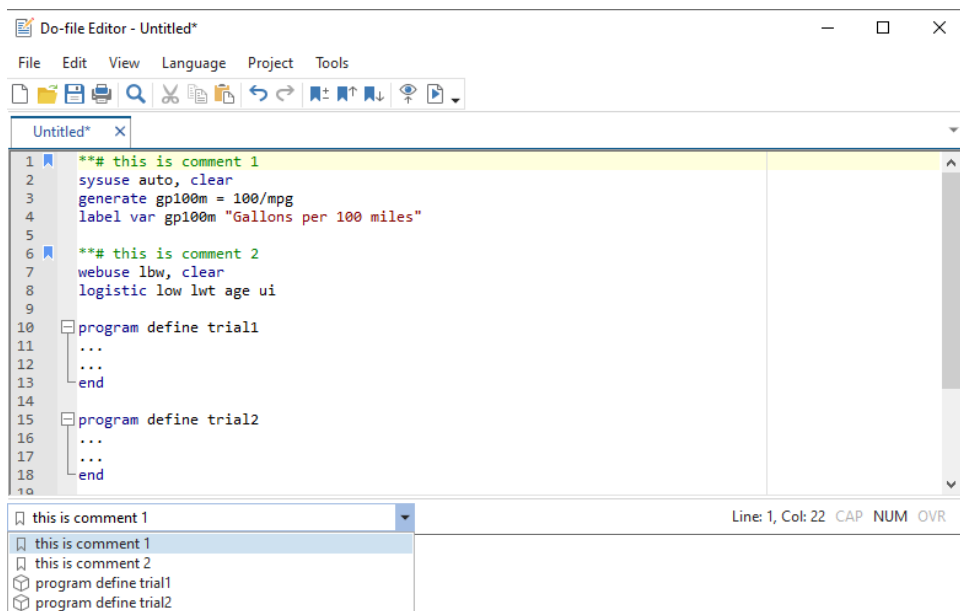 Do-file Editor - Untitled*
File Edit View Language Project Tools
Untitled*
1 **# this is comment 1
2 sysuse auto, clear
3 generate gp100m = 100/mpg
4 label var gp100m "Gallons per 100 miles"
5
6 **# this is comment 2
7 webuse lbw, clear
8 logistic low lwt age ui
9
10 program define trial1
11 ...
12 ...
13 end
14
15 program define trial2
16 ...
17 ...
18 end
19
this is comment 1 Line: 1, Col: 22 CAP NUM OVR
this is comment 1
this is comment 2
program define trial1
program define trial2